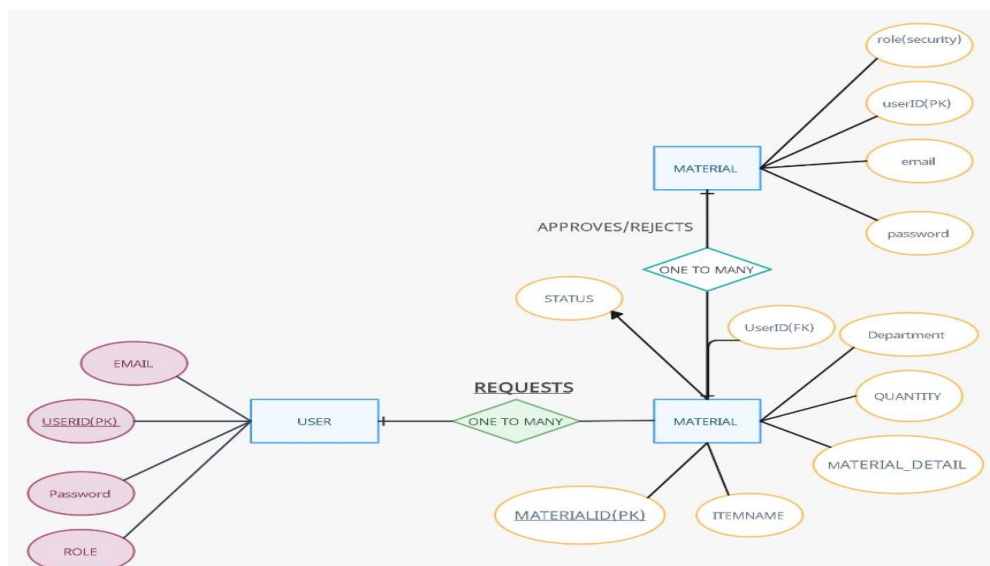 role(security)
userID(PK)
MATERIAL
email
APPROVES/REJECTS
password
ONE TO MANY
STATUS
UserID(FK)
Department
EMAIL
REQUESTS
QUANTITY
USERID(PK)
USER
ONE TO MANY
MATERIAL
MATERIAL_DETAIL
Password
MATERIALID(PK)
ITEMNAME
ROLE